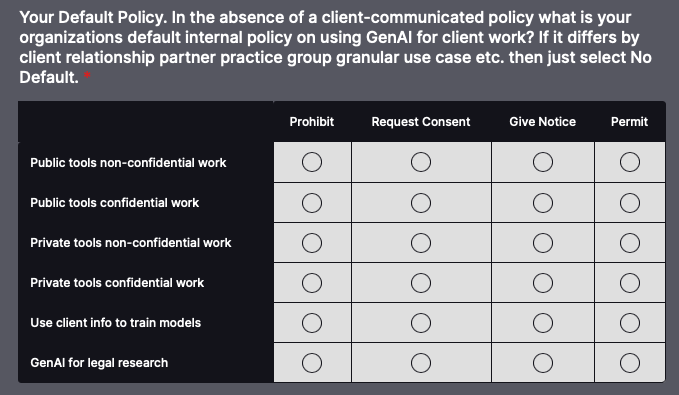 Your Default Policy. In the absence of a client-communicated policy what is your
organizations default internal policy on using GenAI for client work? If it differs by
client relationship partner practice group granular use case etc. then just select No
Default. *
Prohibit Request Consent Give Notice Permit
Public tools non-confidential work
Public tools confidential work
Private tools non-confidential work
Private tools confidential work
Use client info to train models
GenAI for legal research